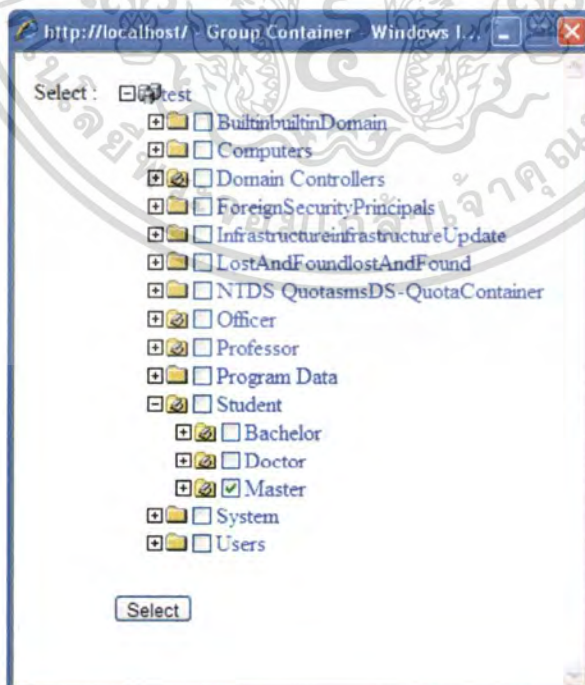 http://localhost/ - Group Container - Windows I...
Select : test
BuiltinbuiltinDomain
Computers
Domain Controllers
ForeignSecurityPrincipals
InfrastructureinfrastructureUpdate
LostAndFoundlostAndFound
NTDS QuotasmsDS-QuotaContainer
Officer
Professor
Program Data
Student
Bachelor
Doctor
Master
System
Users
Select